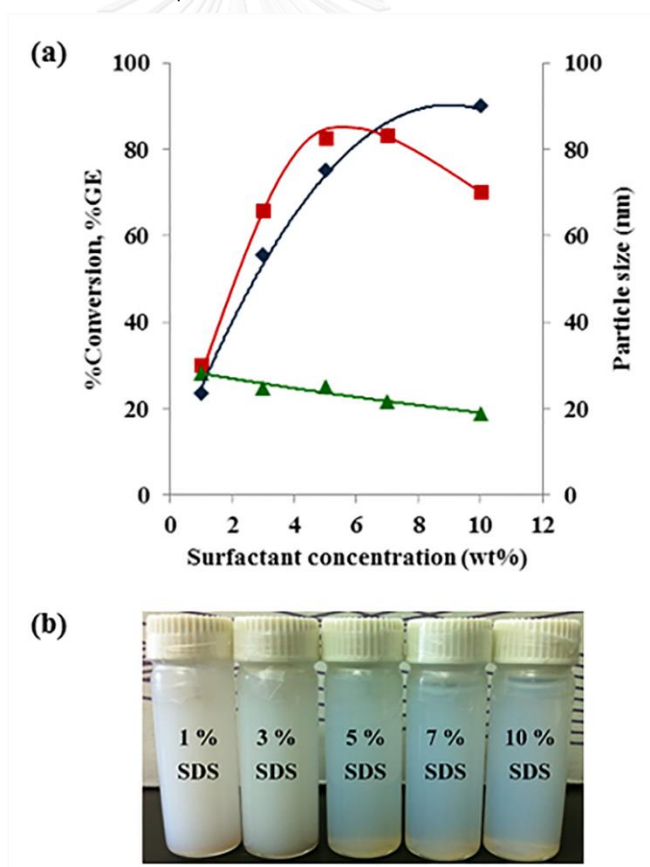 (a)
100
80
60
40
20
0
%Conversion, %GE
100
80
60
40
20
0
Particle size (nm)
0 2 4 6 8 10 12
Surfactant concentration (wt%)
(b)
1 % 3 % 5 % 7 % 10 %
SDS SDS SDS SDS SDS